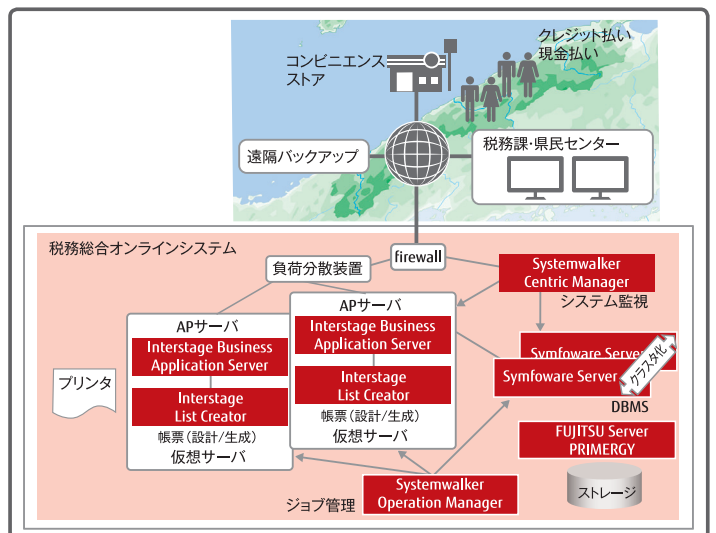 コンビニエンス
ストア
クレジット払い
現金払い
遠隔バックアップ
税務課・県民センター
税務総合オンラインシステム
firewall
負荷分散装置
Systemwalker
Centric Manager
システム監視
APサーバ
Interstage Business
Application Server
Interstage
List Creator
帳票（設計/生成）
仮想サーバ
APサーバ
Interstage Business
Application Server
Interstage
List Creator
帳票（設計/生成）
仮想サーバ
プリンタ
Symfoware Server
Symfoware Server
クラスタ化
DBMS
FUJITSU Server
PRIMERGY
ストレージ
ジョブ管理
Systemwalker
Operation Manager